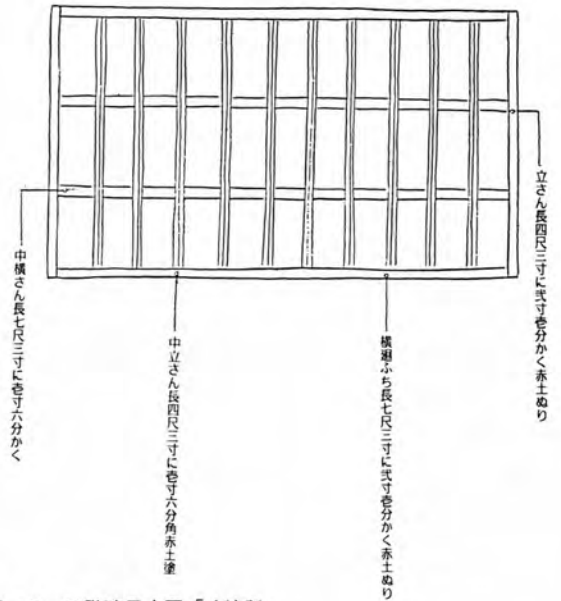 立さん長四尺三寸に弐寸壱分かく赤土ぬり
横廻ふち長七尺三寸に弐寸壱分かく赤土ぬり
中立さん長四尺三寸に壱寸六分角赤土塗
中横さん長七尺三寸に壱寸六分かく